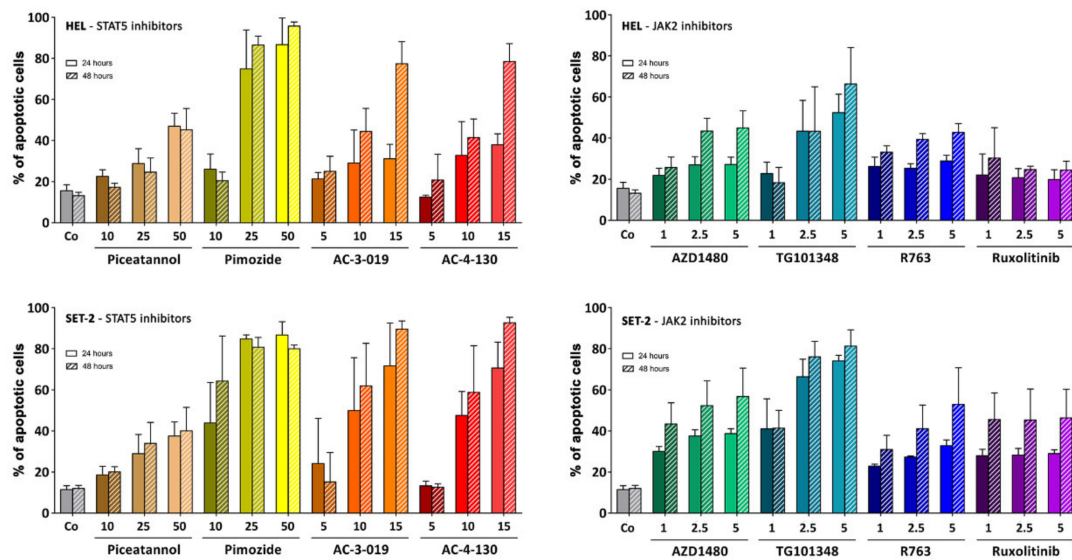 HEL - STAT5 inhibitors
24 hours
48 hours
% of apoptotic cells
100
80
60
40
20
0
Co 10 25 50 10 25 50 5 10 15 5 10 15
Piceatannol Pimozide AC-3-019 AC-4-130
HEL - JAK2 inhibitors
24 hours
48 hours
% of apoptotic cells
100
80
60
40
20
0
Co 1 2.5 5 1 2.5 5 1 2.5 5 1 2.5 5
AZD1480 TG101348 R763 Ruxolitinib
SET-2 - STAT5 inhibitors
24 hours
48 hours
% of apoptotic cells
100
80
60
40
20
0
Co 10 25 50 10 25 50 5 10 15 5 10 15
Piceatannol Pimozide AC-3-019 AC-4-130
SET-2 - JAK2 inhibitors
24 hours
48 hours
% of apoptotic cells
100
80
60
40
20
0
Co 1 2.5 5 1 2.5 5 1 2.5 5 1 2.5 5
AZD1480 TG101348 R763 Ruxolitinib